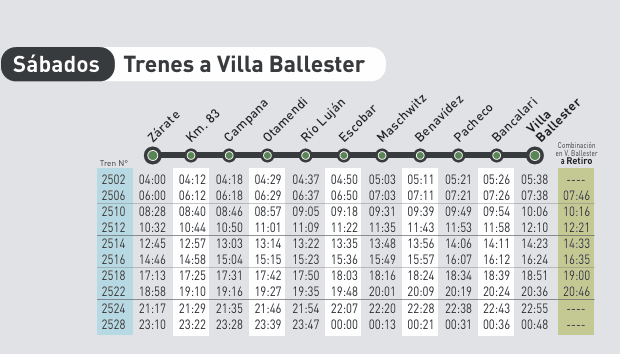 Sábados Trenes a Villa Ballester
Zárate Km. 83 Campana Otamendi Río Luján Escobar Maschwitz Benavídez Pacheco Bancalari Villa Ballester
Combinación
en V. Ballester
a Retiro
Tren N°
2502 04:00 04:12 04:18 04:29 04:37 04:50 05:03 05:11 05:21 05:26 05:38 ----
2506 06:00 06:12 06:18 06:29 06:37 06:50 07:03 07:11 07:21 07:26 07:38 07:46
2510 08:28 08:40 08:46 08:57 09:05 09:18 09:31 09:39 09:49 09:54 10:06 10:16
2512 10:32 10:44 10:50 11:01 11:09 11:22 11:35 11:43 11:53 11:58 12:10 12:21
2514 12:45 12:57 13:03 13:14 13:22 13:35 13:48 13:56 14:06 14:11 14:23 14:33
2516 14:46 14:58 15:04 15:15 15:23 15:36 15:49 15:57 16:07 16:12 16:24 16:35
2518 17:13 17:25 17:31 17:42 17:50 18:03 18:16 18:24 18:34 18:39 18:51 19:00
2522 18:58 19:10 19:16 19:27 19:35 19:48 20:01 20:09 20:19 20:24 20:36 20:46
2524 21:17 21:29 21:35 21:46 21:54 22:07 22:20 22:28 22:38 22:43 22:55 ----
2528 23:10 23:22 23:28 23:39 23:47 00:00 00:13 00:21 00:31 00:36 00:48 ----